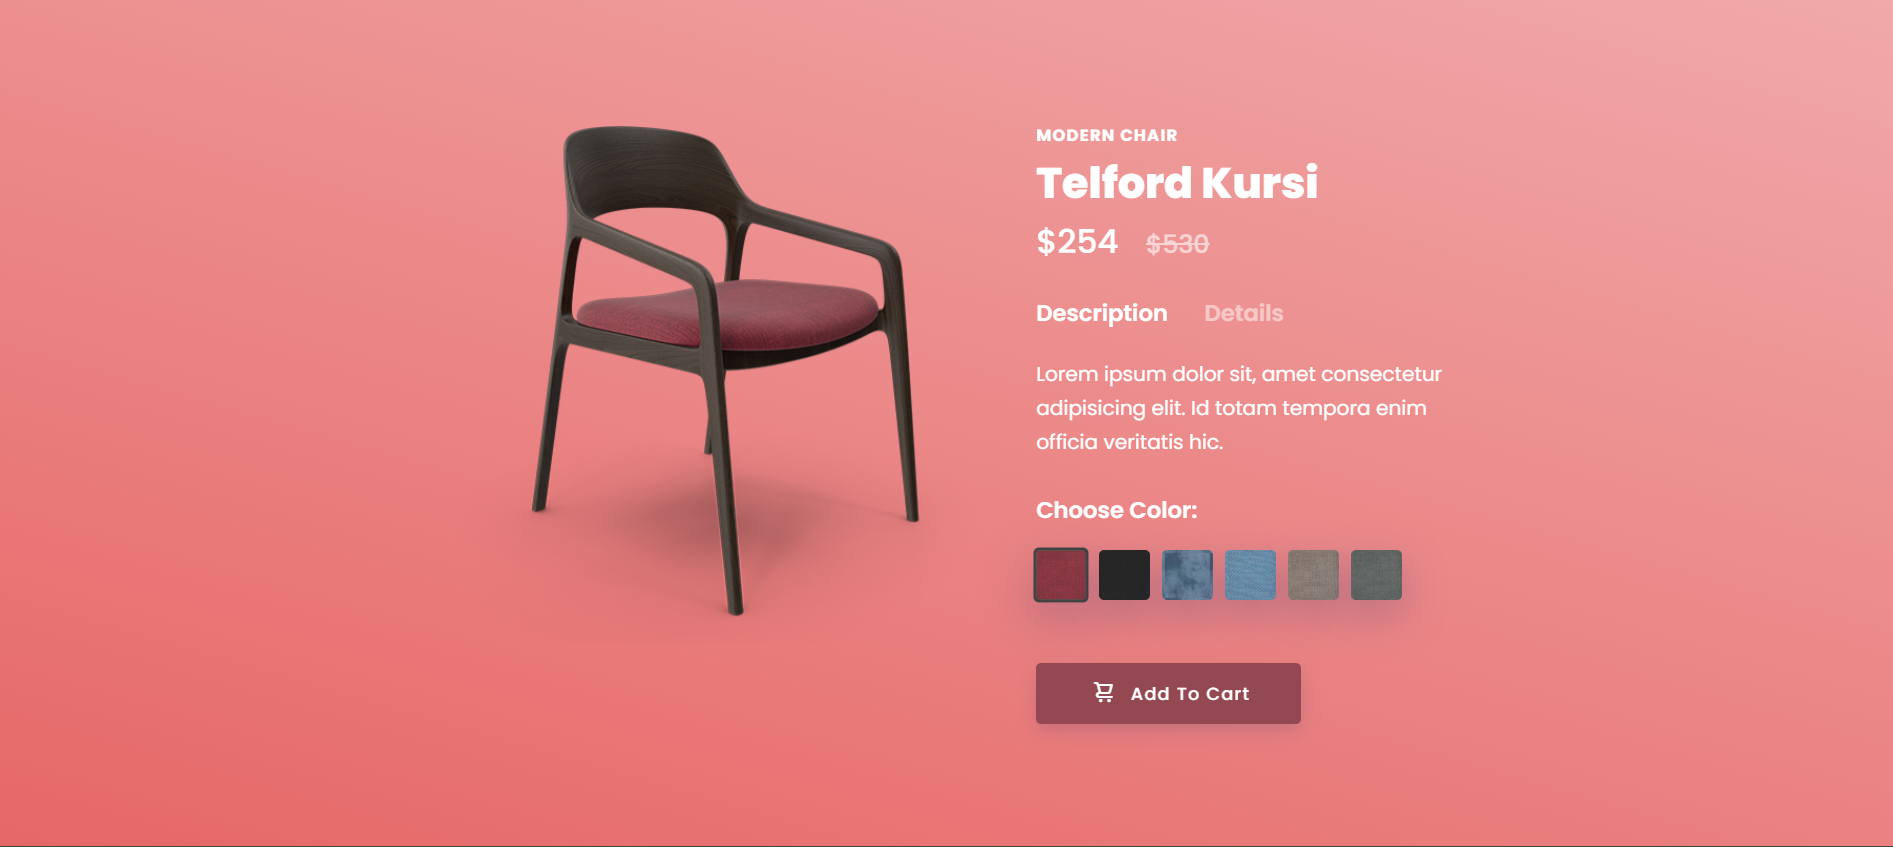 MODERN CHAIR
Telford Kursi
$254 $530
Description Details
Lorem ipsum dolor sit, amet consectetur
adipisicing elit. Id totam tempora enim
officia veritatis hic.
Choose Color:
Add To Cart